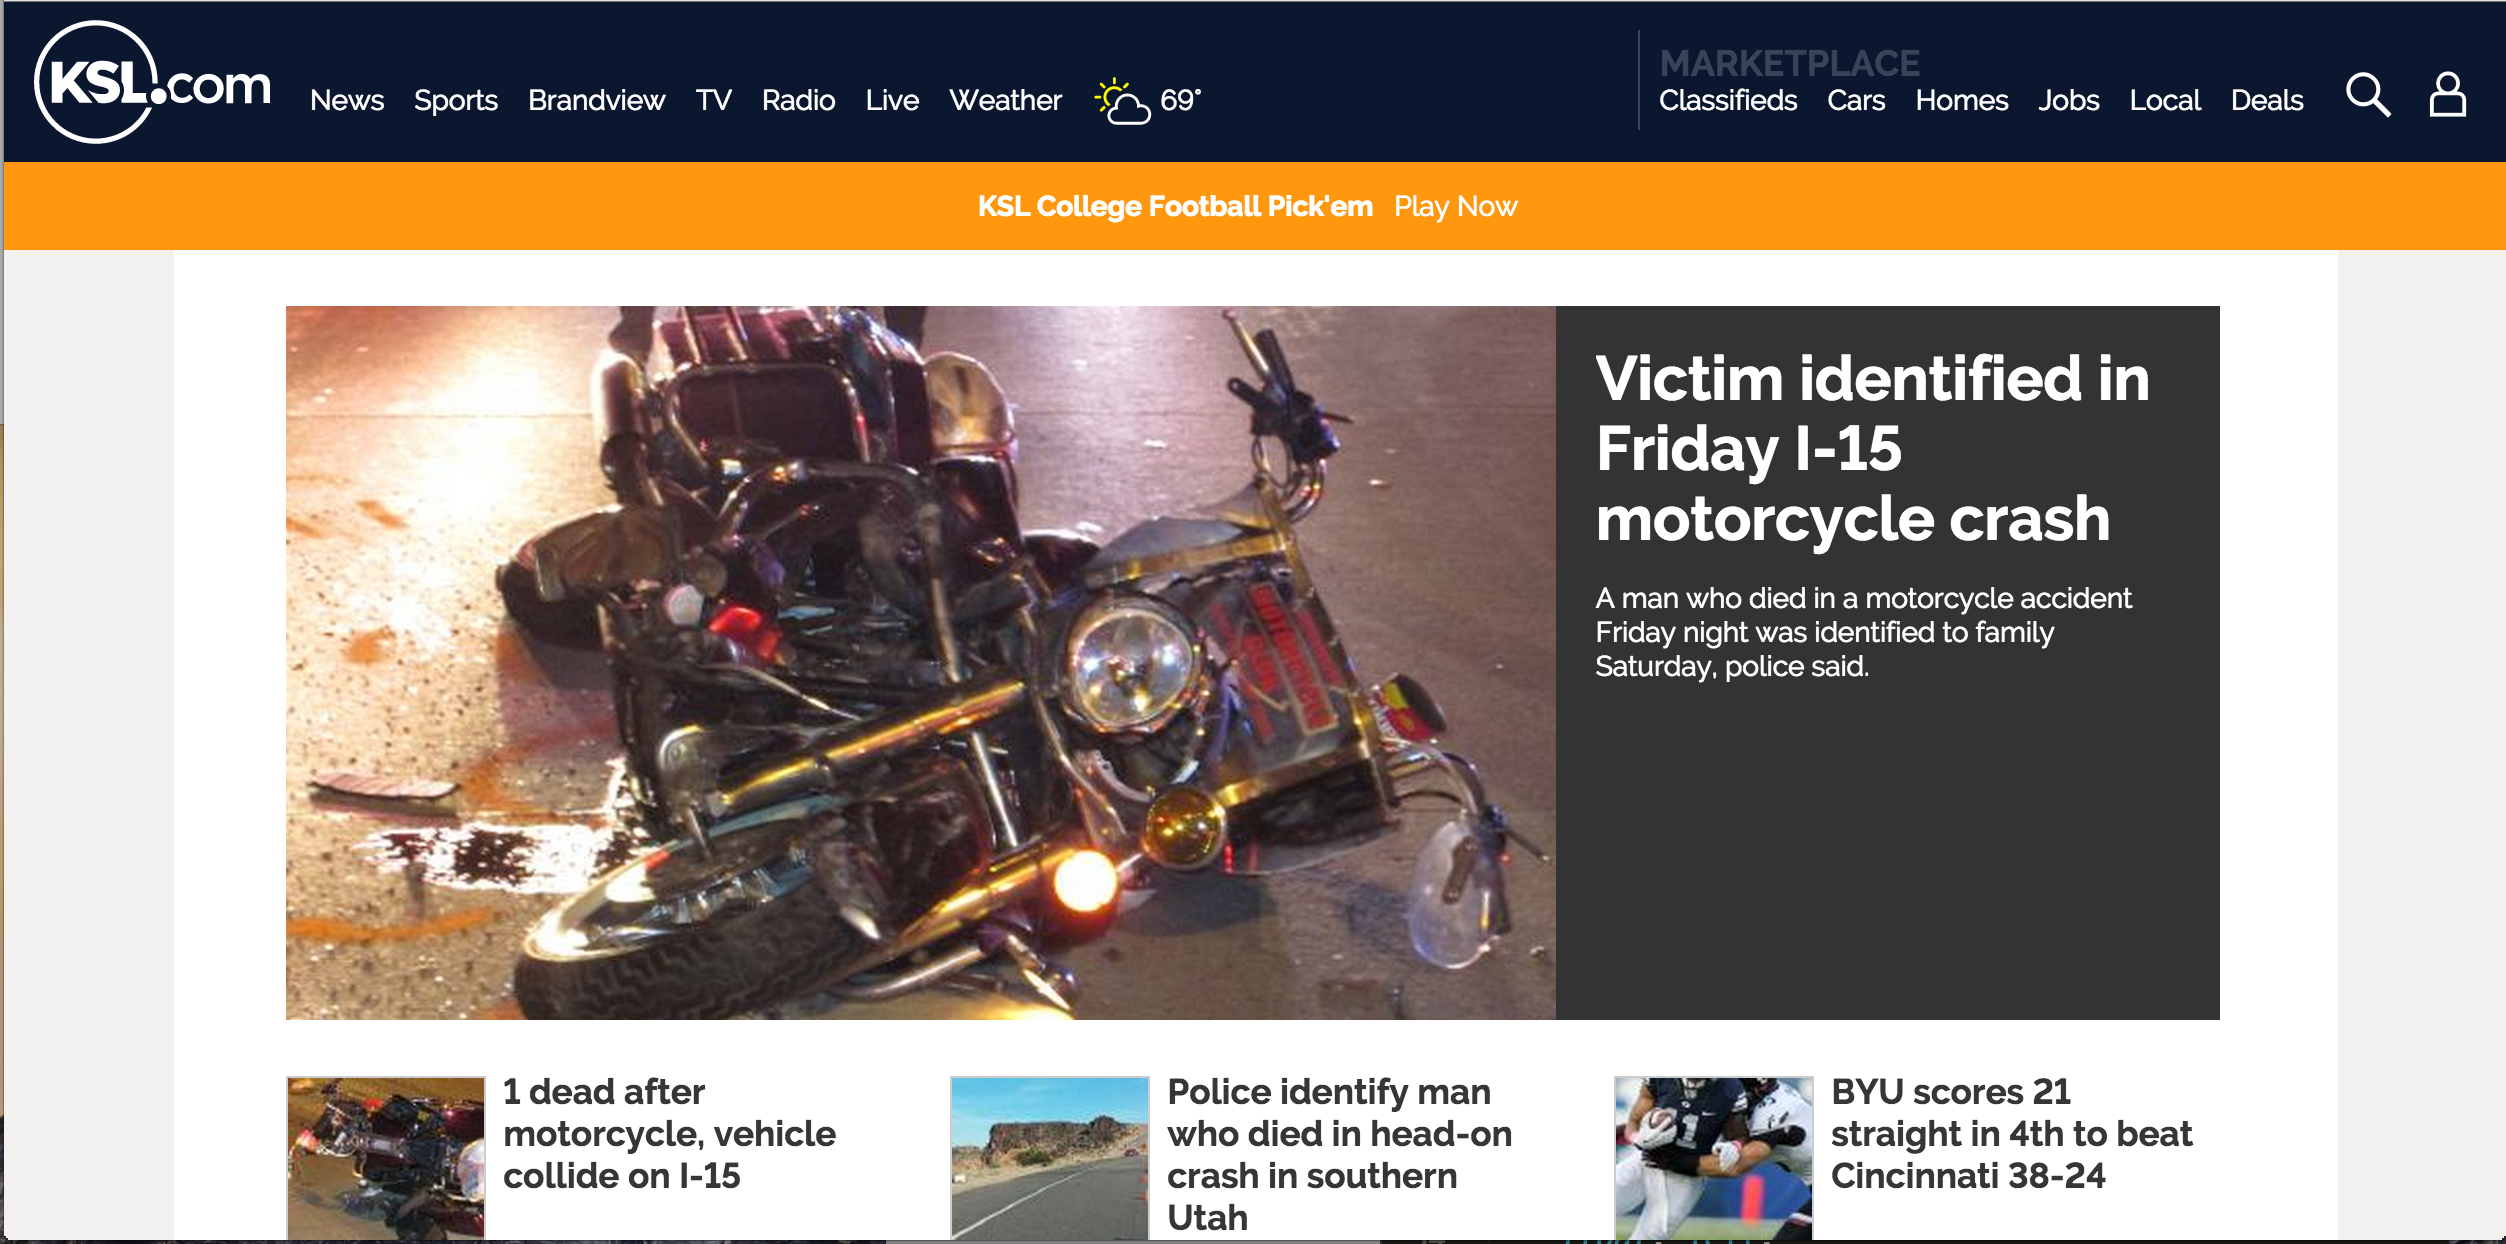 KSL.com
News Sports Brandview TV Radio Live Weather 69°
MARKETPLACE
Classifieds Cars Homes Jobs Local Deals
KSL College Football Pick'em Play Now
Victim identified in
Friday I-15
motorcycle crash
A man who died in a motorcycle accident
Friday night was identified to family
Saturday, police said.
1 dead after
motorcycle, vehicle
collide on I-15
Police identify man
who died in head-on
crash in southern
Utah
BYU scores 21
straight in 4th to beat
Cincinnati 38-24
1